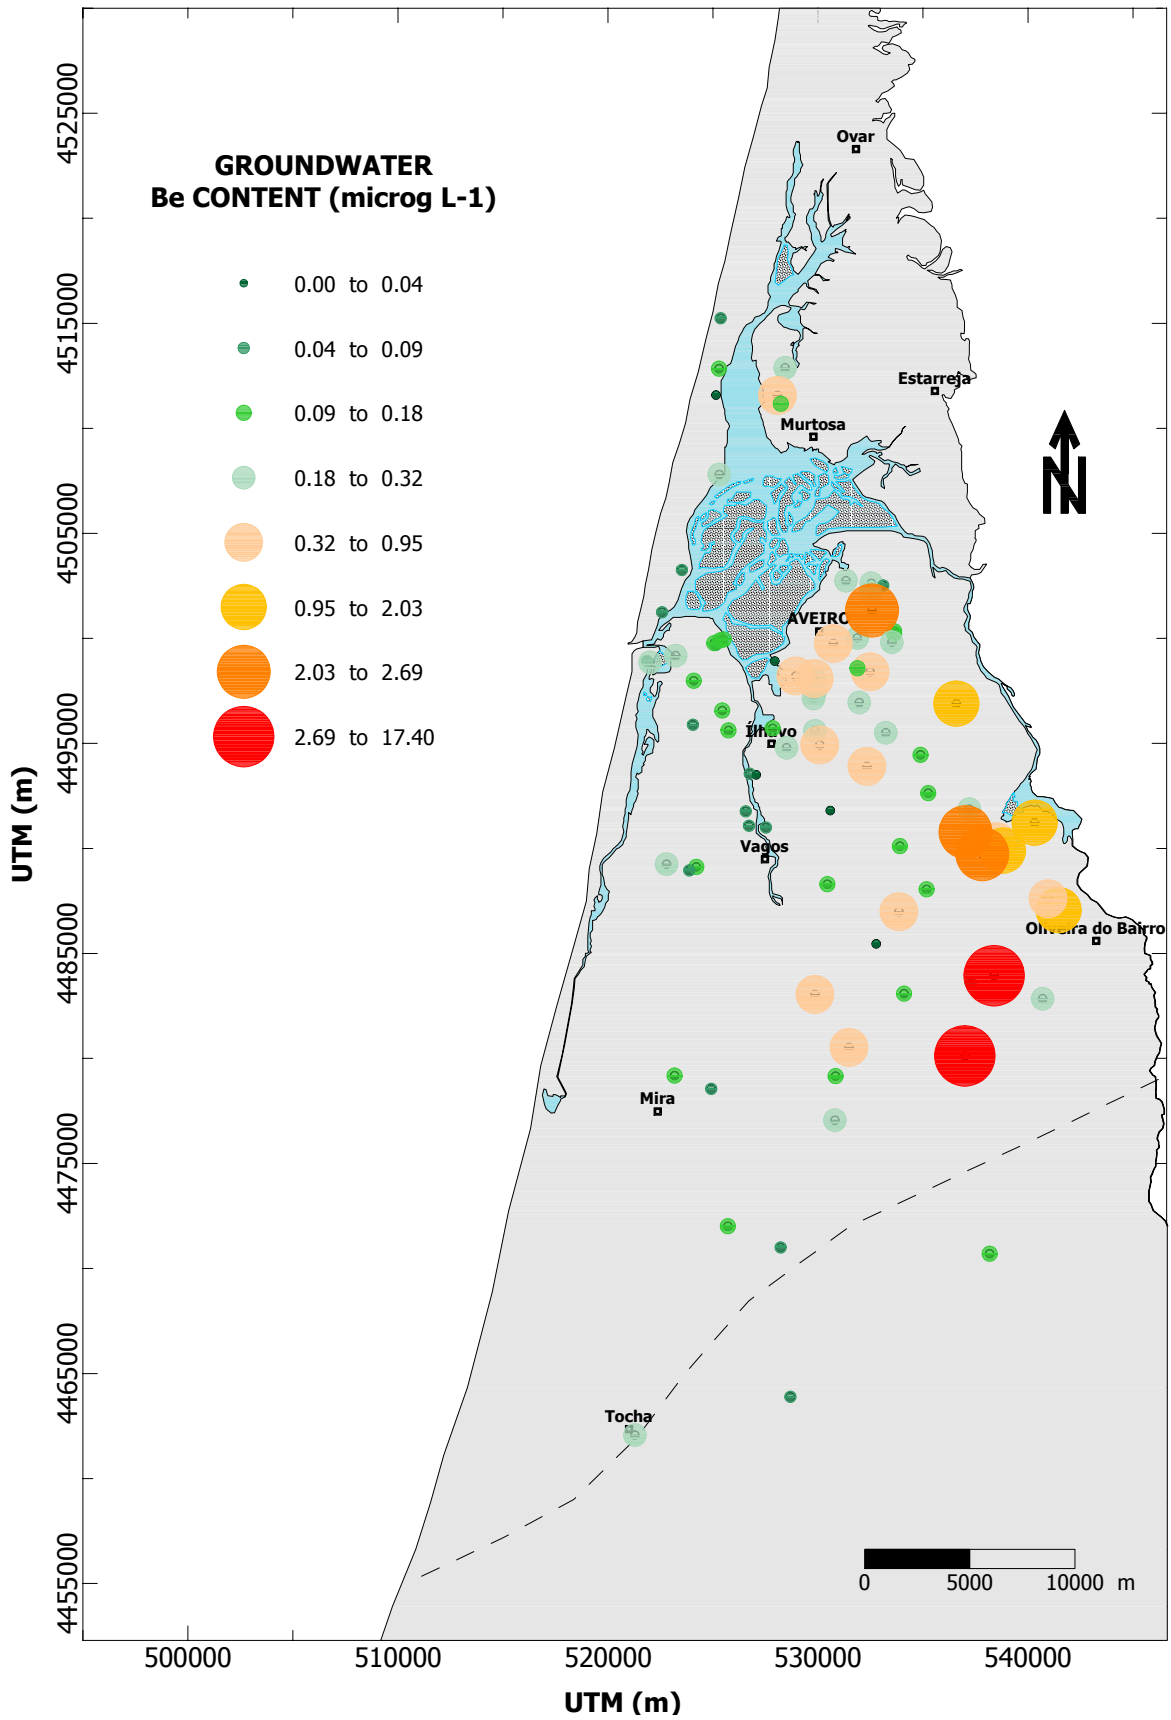 GROUNDWATER
Be CONTENT (microg L-1)
0.00 to 0.04
0.04 to 0.09
0.09 to 0.18
0.18 to 0.32
0.32 to 0.95
0.95 to 2.03
2.03 to 2.69
2.69 to 17.40
Ovar
Estarreja
Murtosa
N
AVEIRO
Ílhavo
Vagos
Oliveira do Bairro
Mira
Tocha
0 5000 10000 m
4525000
4515000
4505000
4495000
4485000
4475000
4465000
4455000
UTM (m)
500000 510000 520000 530000 540000
UTM (m)